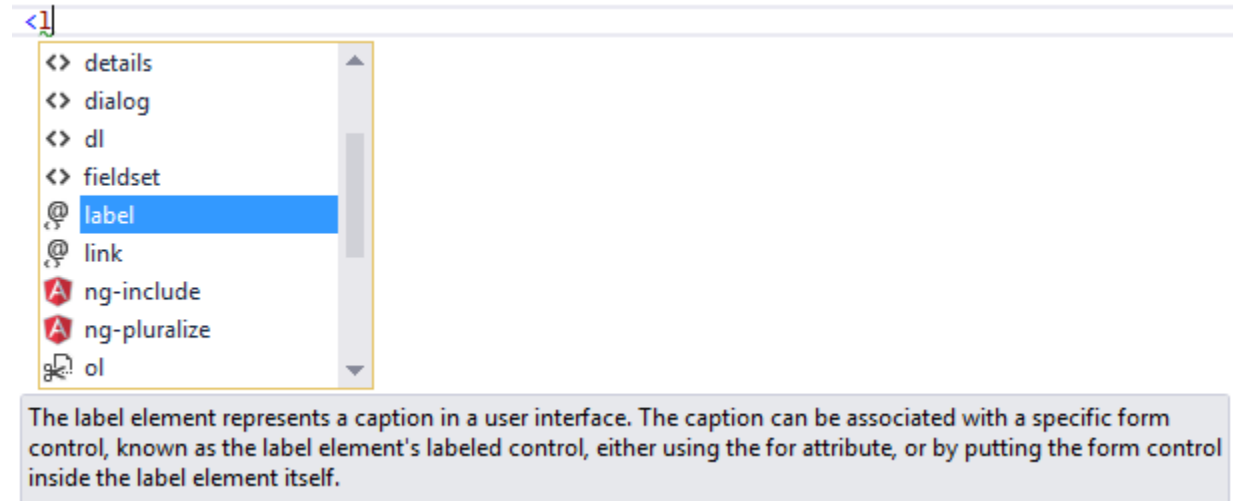 <l
details
dialog
dl
fieldset
label
link
ng-include
ng-pluralize
ol
The label element represents a caption in a user interface. The caption can be associated with a specific form
control, known as the label element's labeled control, either using the for attribute, or by putting the form control
inside the label element itself.